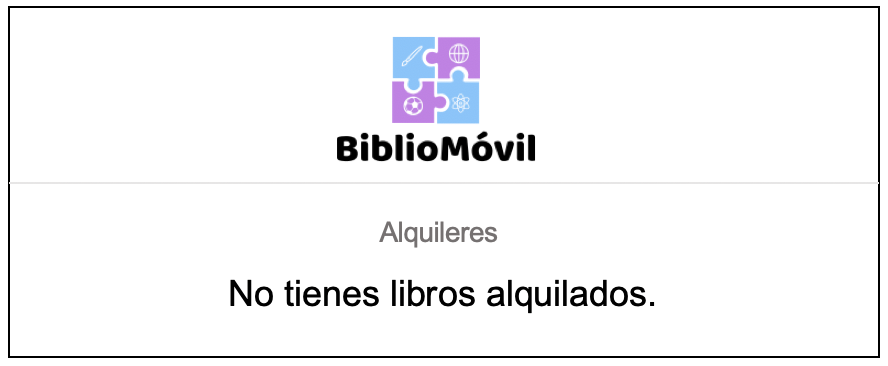 BiblioMóvil
Alquileres
No tienes libros alquilados.